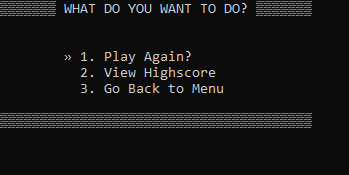 WHAT DO YOU WANT TO DO?
» 1. Play Again?
2. View Highscore
3. Go Back to Menu